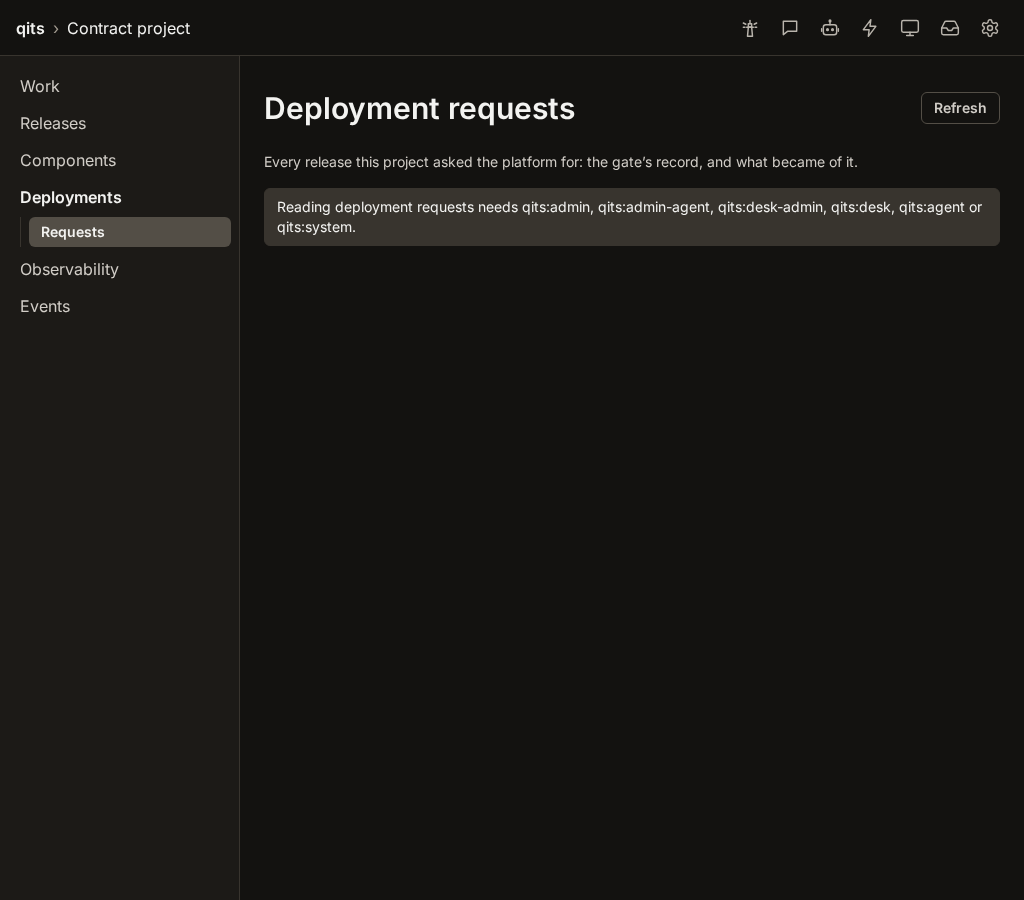 qits › Contract project
Work
Releases
Components
Deployments
Requests
Observability
Events
Deployment requests
Refresh
Every release this project asked the platform for: the gate’s record, and what became of it.
Reading deployment requests needs qits:admin, qits:admin-agent, qits:desk-admin, qits:desk, qits:agent or
qits:system.